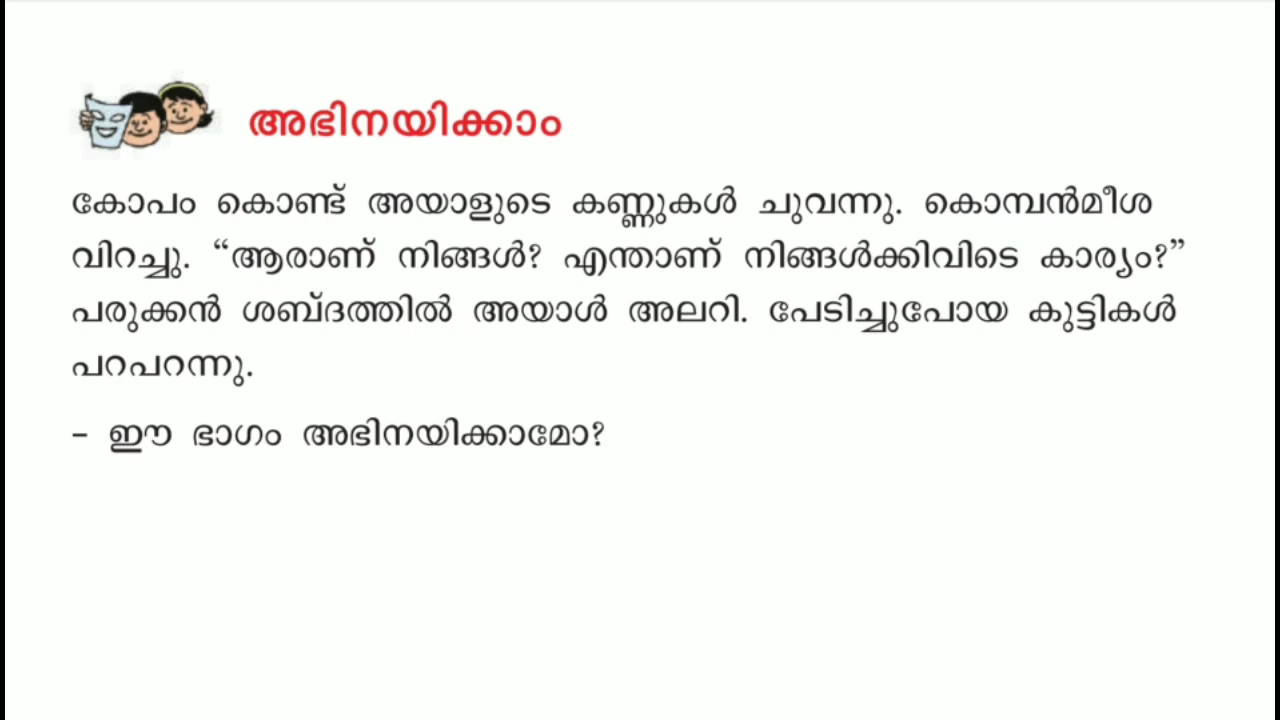 അഭിനയിക്കാം
കോപം കൊണ്ട് അയാളുടെ കണ്ണുകൾ ചുവന്നു. കൊമ്പൻമീശ
വിറച്ചു. “ആരാണ് നിങ്ങൾ? എന്താണ് നിങ്ങൾക്കിവിടെ കാര്യം?”
പരുക്കൻ ശബ്ദത്തിൽ അയാൾ അലറി. പേടിച്ചുപോയ കുട്ടികൾ
പറപറന്നു.
– ഈ ഭാഗം അഭിനയിക്കാമോ?